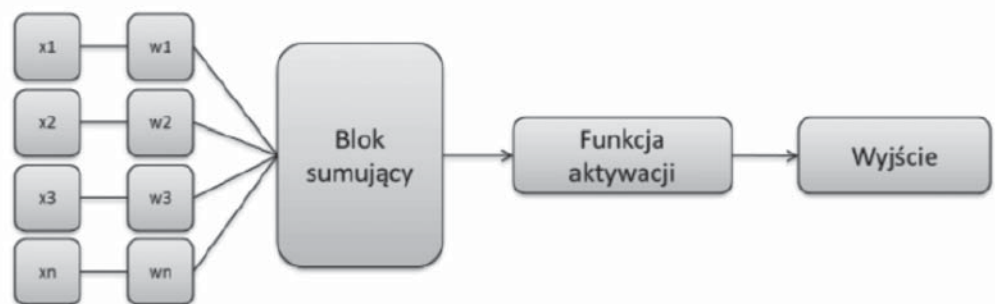 x1 w1
x2 w2
x3 w3
xn wn
Blok
sumujący
Funkcja
aktywacji
Wyjście